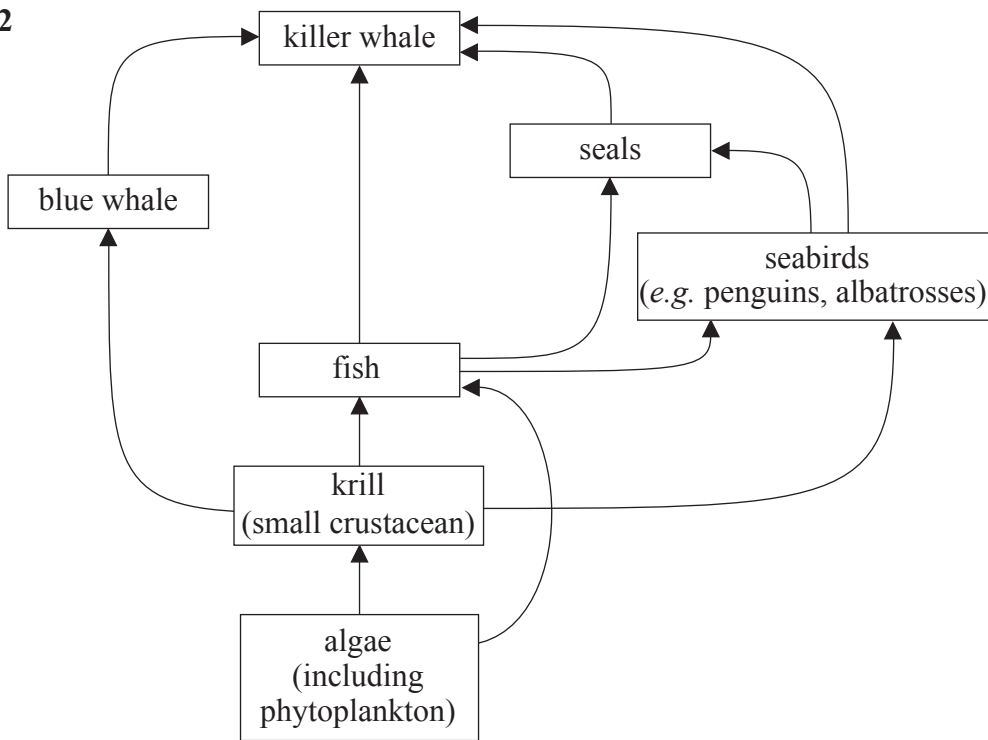 2
killer whale
seals
blue whale
seabirds
(e.g. penguins, albatrosses)
fish
krill
(small crustacean)
algae
(including
phytoplankton)